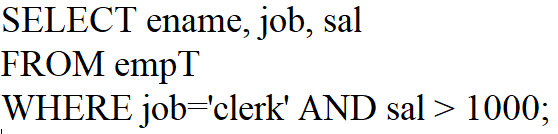 SELECT ename, job, sal
FROM empT
WHERE job='clerk' AND sal > 1000;